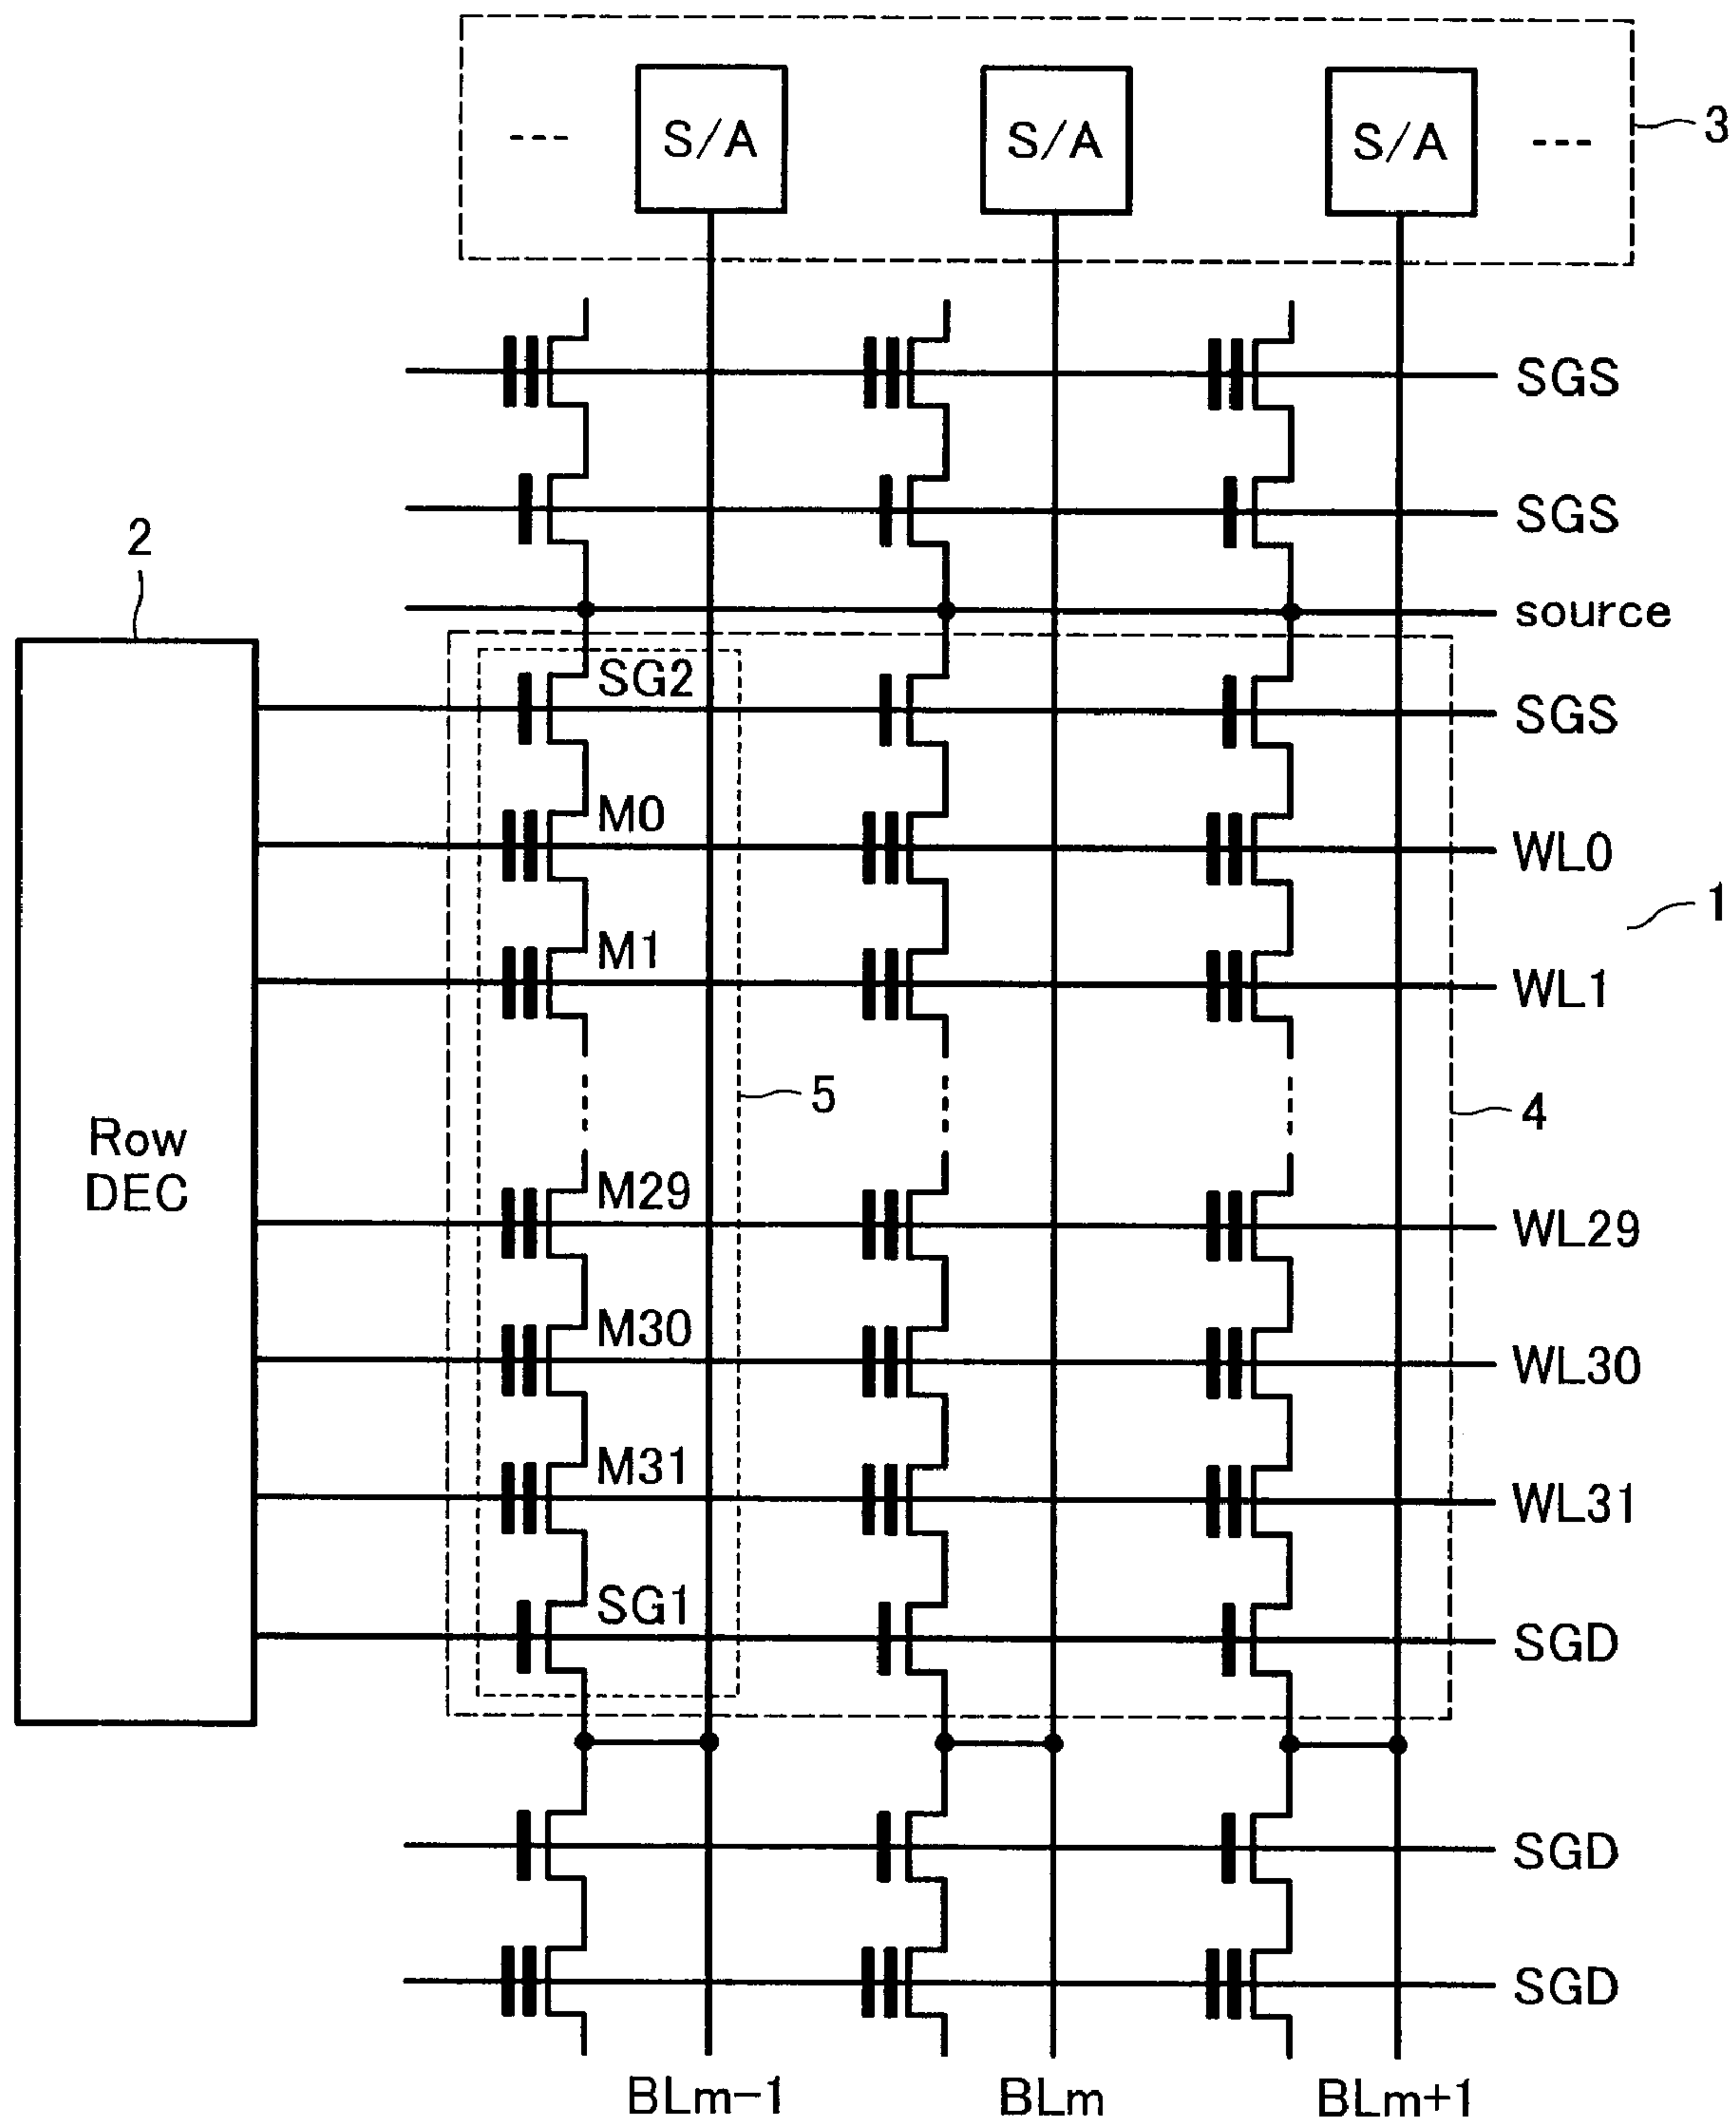 --- S/A S/A S/A --- 3
SGS
SGS
2
source
SG2 SGS
M0 WL0
1
M1 WL1
5 4
Row
DEC
M29 WL29
M30 WL30
M31 WL31
SG1 SGD
SGD
SGD
BLm-1 BLm BLm+1